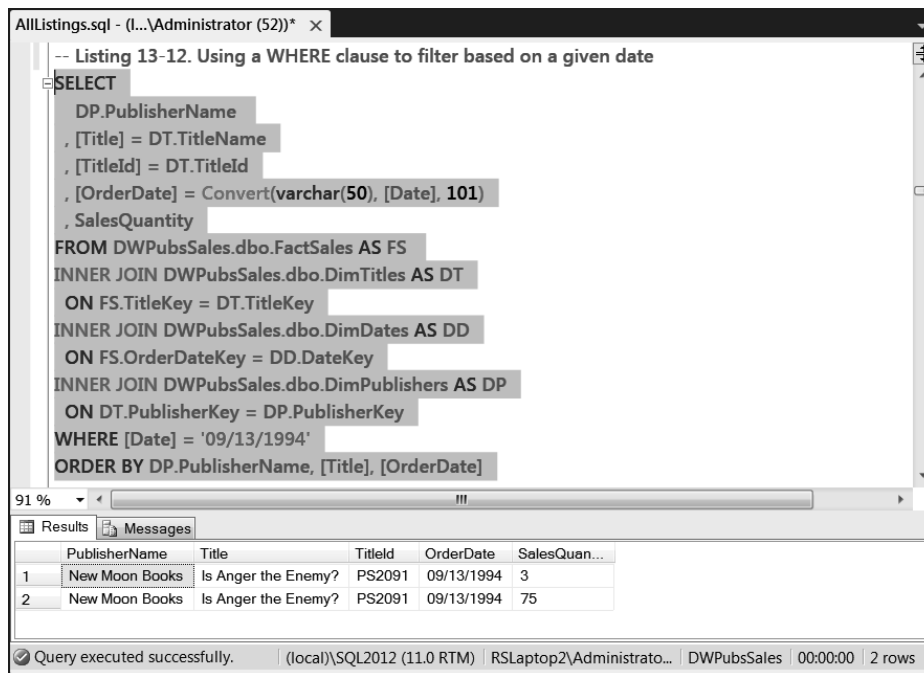 AllListings.sql - (l...\Administrator (52))* ×
-- Listing 13-12. Using a WHERE clause to filter based on a given date
SELECT
DP.PublisherName
, [Title] = DT.TitleName
, [TitleId] = DT.TitleId
, [OrderDate] = Convert(varchar(50), [Date], 101)
, SalesQuantity
FROM DWPubsSales.dbo.FactSales AS FS
INNER JOIN DWPubsSales.dbo.DimTitles AS DT
ON FS.TitleKey = DT.TitleKey
INNER JOIN DWPubsSales.dbo.DimDates AS DD
ON FS.OrderDateKey = DD.DateKey
INNER JOIN DWPubsSales.dbo.DimPublishers AS DP
ON DT.PublisherKey = DP.PublisherKey
WHERE [Date] = '09/13/1994'
ORDER BY DP.PublisherName, [Title], [OrderDate]
91 %
Results Messages
PublisherName Title TitleId OrderDate SalesQuan...
1 New Moon Books Is Anger the Enemy? PS2091 09/13/1994 3
2 New Moon Books Is Anger the Enemy? PS2091 09/13/1994 75
Query executed successfully. (local)\SQL2012 (11.0 RTM) RSLaptop2\Administrato... DWPubsSales 00:00:00 2 rows